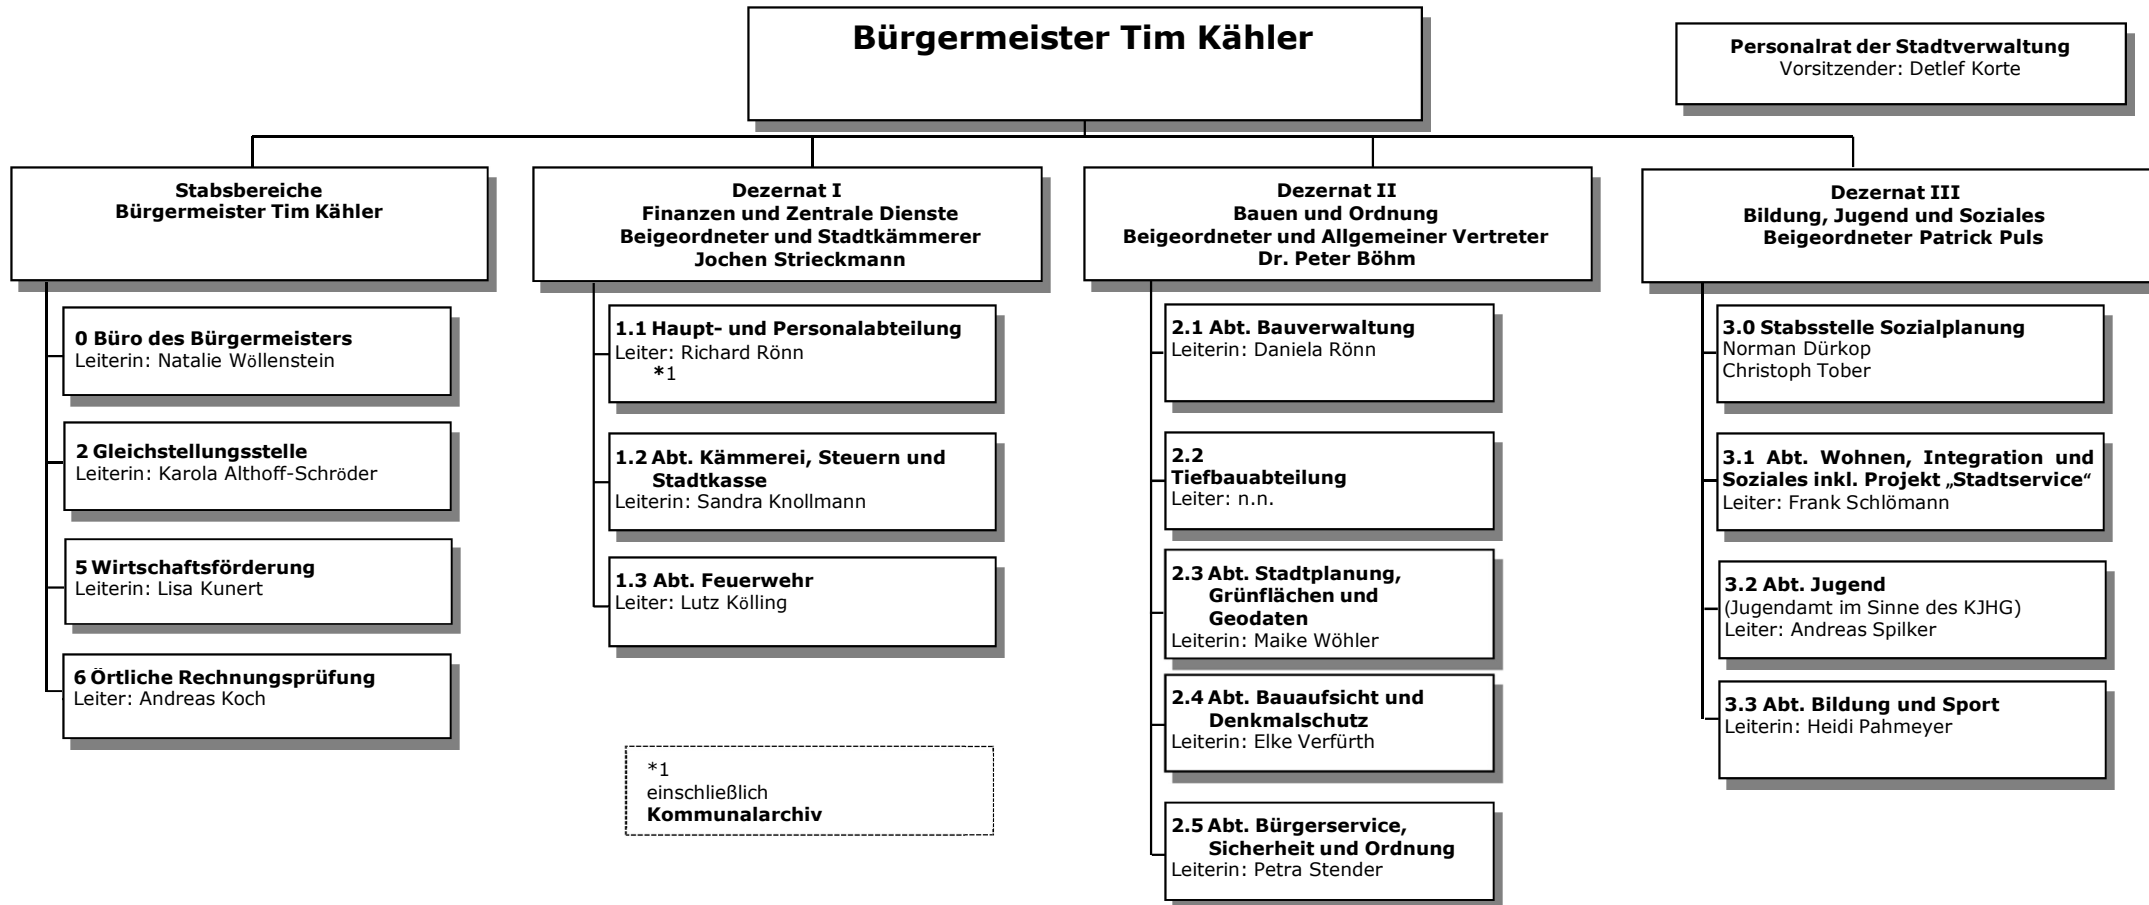 Bürgermeister Tim Kähler
Personalrat der Stadtverwaltung
Vorsitzender: Detlef Korte
Stabsbereiche
Bürgermeister Tim Kähler
Dezernat I
Finanzen und Zentrale Dienste
Beigeordneter und Stadtkämmerer
Jochen Strieckmann
Dezernat II
Bauen und Ordnung
Beigeordneter und Allgemeiner Vertreter
Dr. Peter Böhm
Dezernat III
Bildung, Jugend und Soziales
Beigeordneter Patrick Puls
0 Büro des Bürgermeisters
Leiterin: Natalie Wöllenstein
2 Gleichstellungsstelle
Leiterin: Karola Althoff-Schröder
5 Wirtschaftsförderung
Leiterin: Lisa Kunert
6 Örtliche Rechnungsprüfung
Leiter: Andreas Koch
1.1 Haupt- und Personalabteilung
Leiter: Richard Rönn
*1
1.2 Abt. Kämmerei, Steuern und
Stadtkasse
Leiterin: Sandra Knollmann
1.3 Abt. Feuerwehr
Leiter: Lutz Kölling
*1
einschließlich
Kommunalarchiv
2.1 Abt. Bauverwaltung
Leiterin: Daniela Rönn
2.2
Tiefbauabteilung
Leiter: n.n.
2.3 Abt. Stadtplanung,
Grünflächen und
Geodaten
Leiterin: Maike Wöhler
2.4 Abt. Bauaufsicht und
Denkmalschutz
Leiterin: Elke Verfürth
2.5 Abt. Bürgerservice,
Sicherheit und Ordnung
Leiterin: Petra Stender
3.0 Stabsstelle Sozialplanung
Norman Dürkop
Christoph Tober
3.1 Abt. Wohnen, Integration und
Soziales inkl. Projekt „Stadtservice“
Leiter: Frank Schlömann
3.2 Abt. Jugend
(Jugendamt im Sinne des KJHG)
Leiter: Andreas Spilker
3.3 Abt. Bildung und Sport
Leiterin: Heidi Pahmeyer